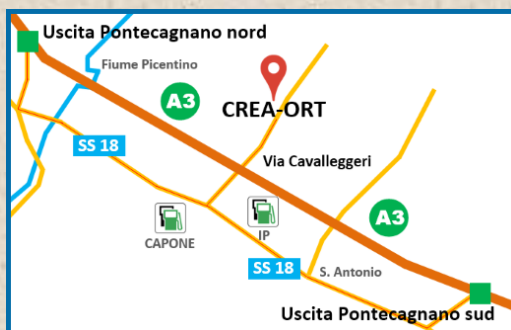 Uscita Pontecagnano nord
Fiume Picentino
A3
CREA-ORT
SS 18
Via Cavalleggeri
CAPONE
IP
A3
SS 18
S. Antonio
Uscita Pontecagnano sud